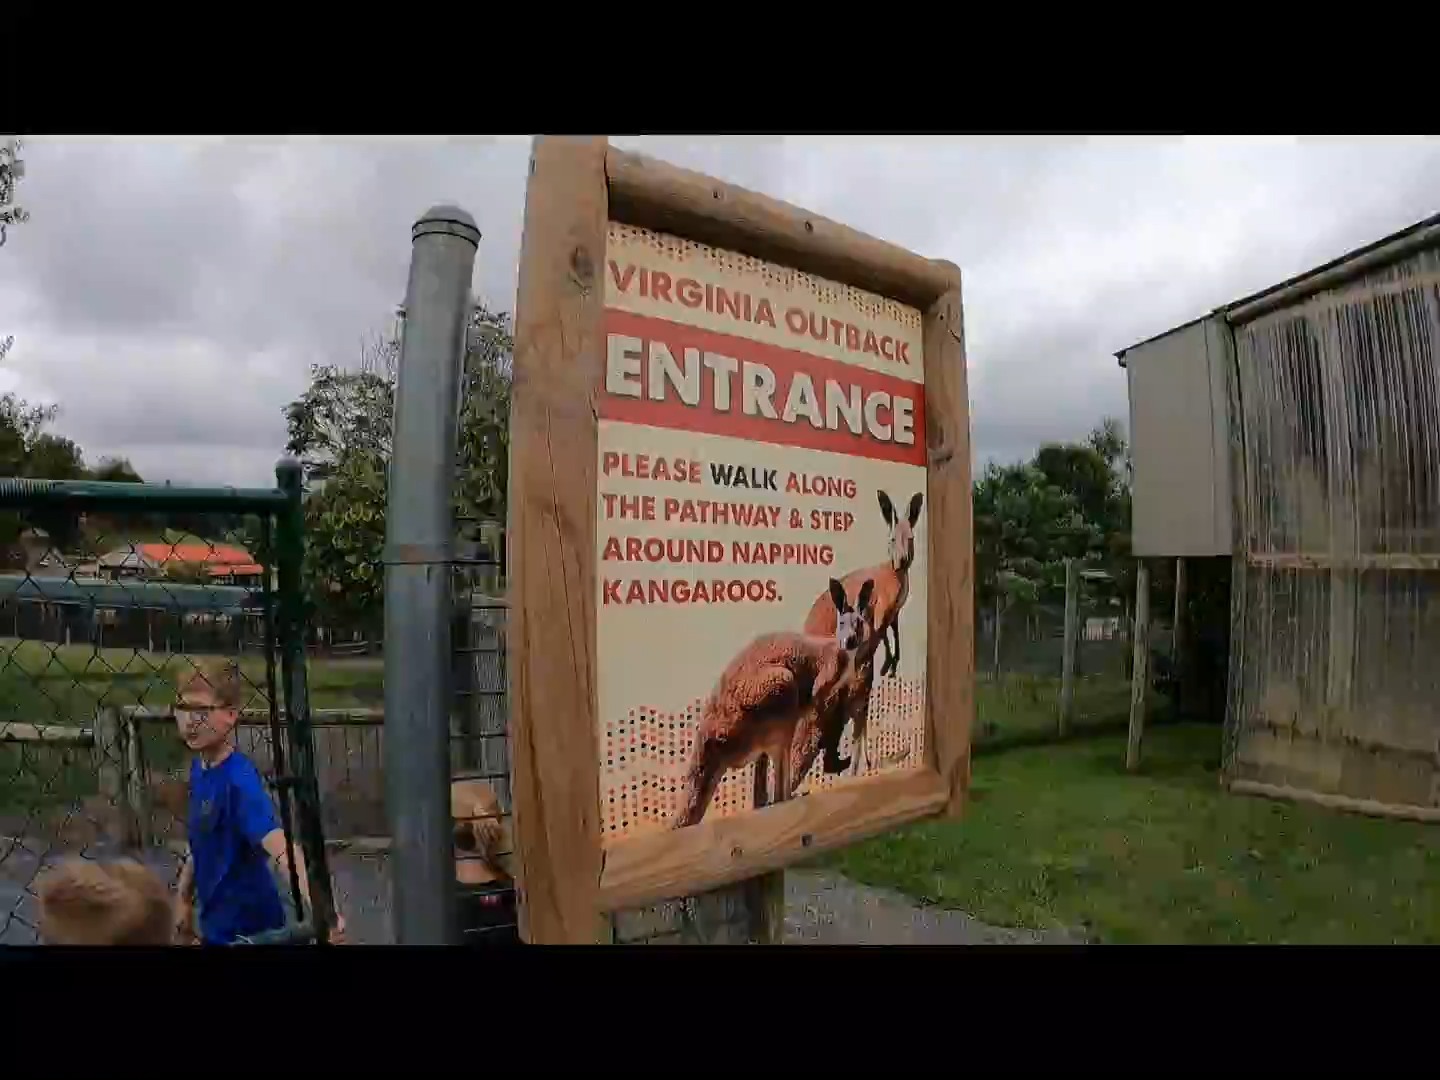 VIRGINIA OUTBACK
ENTRANCE
PLEASE WALK ALONG
THE PATHWAY & STEP
AROUND NAPPING
KANGAROOS.